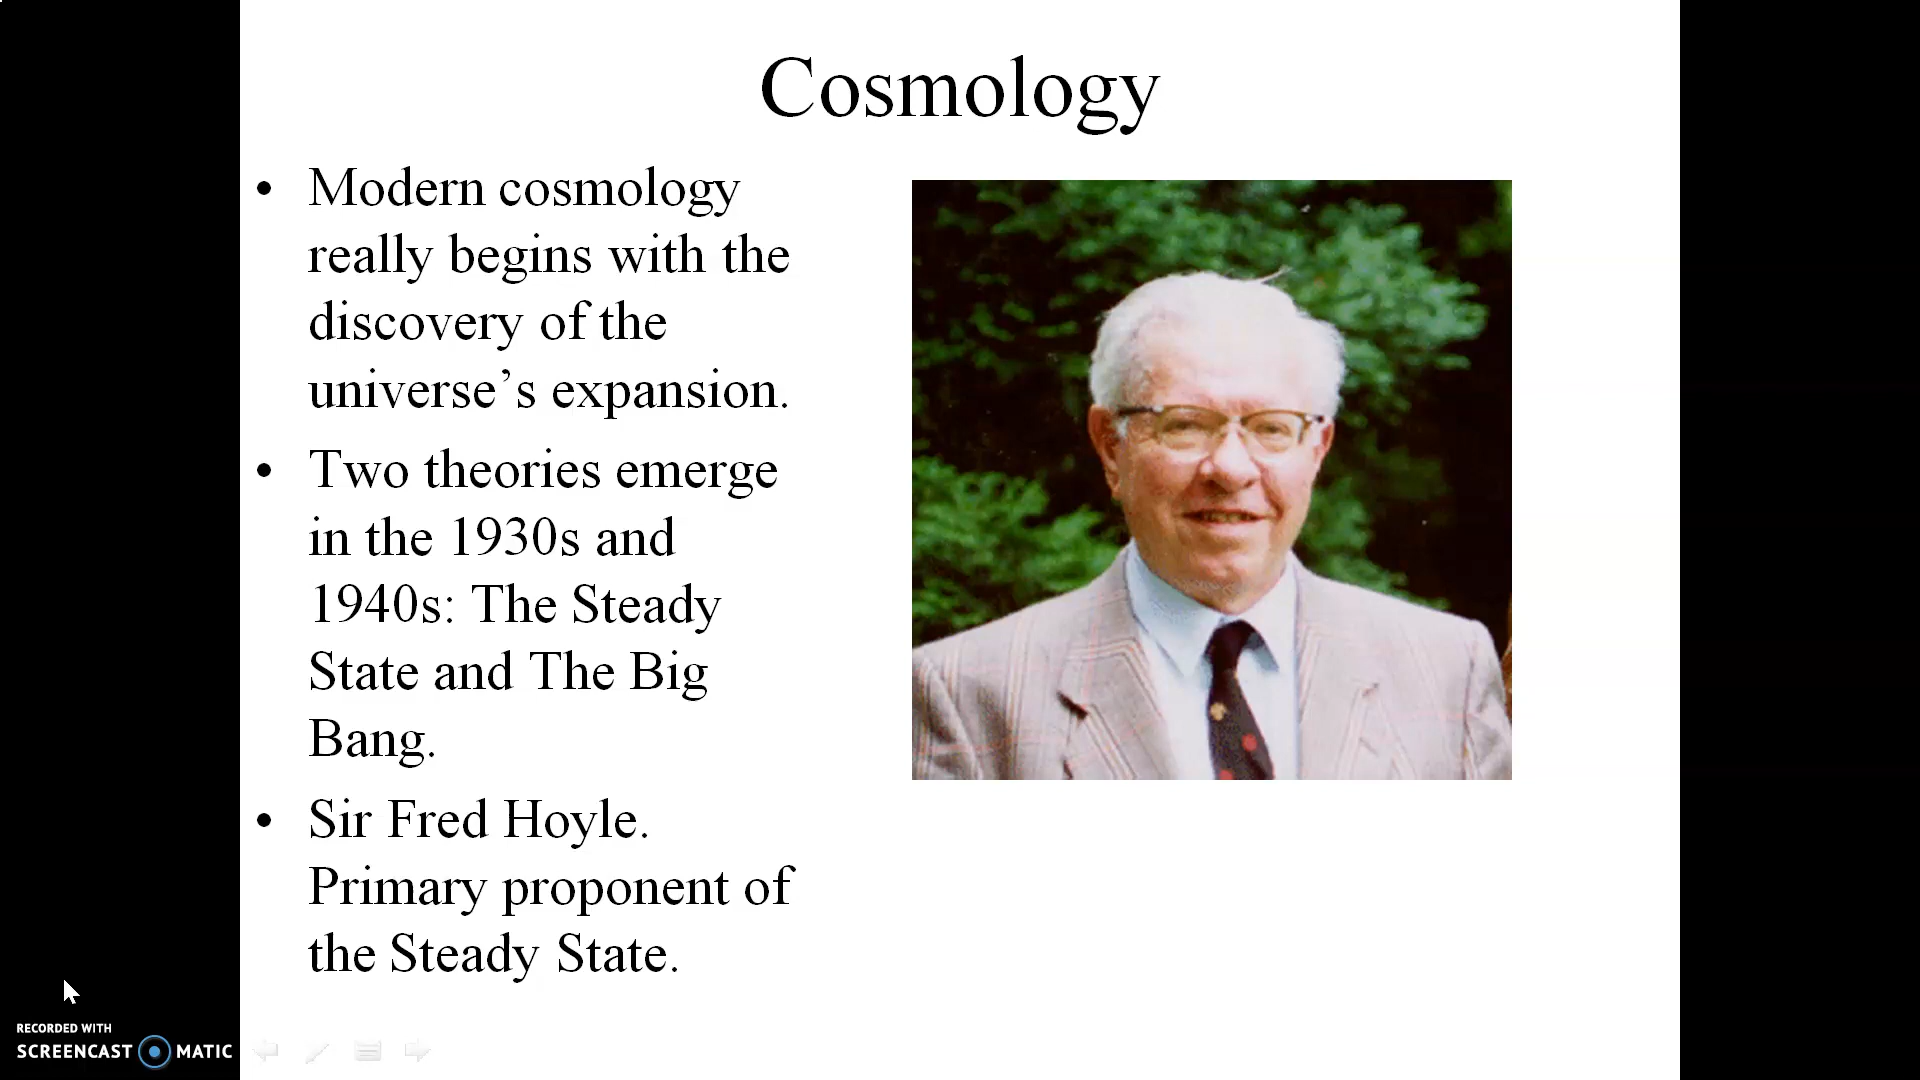 Cosmology
• Modern cosmology
really begins with the
discovery of the
universe’s expansion.
• Two theories emerge
in the 1930s and
1940s: The Steady
State and The Big
Bang.
• Sir Fred Hoyle.
Primary proponent of
the Steady State.
RECORDED WITH
SCREENCAST MATIC